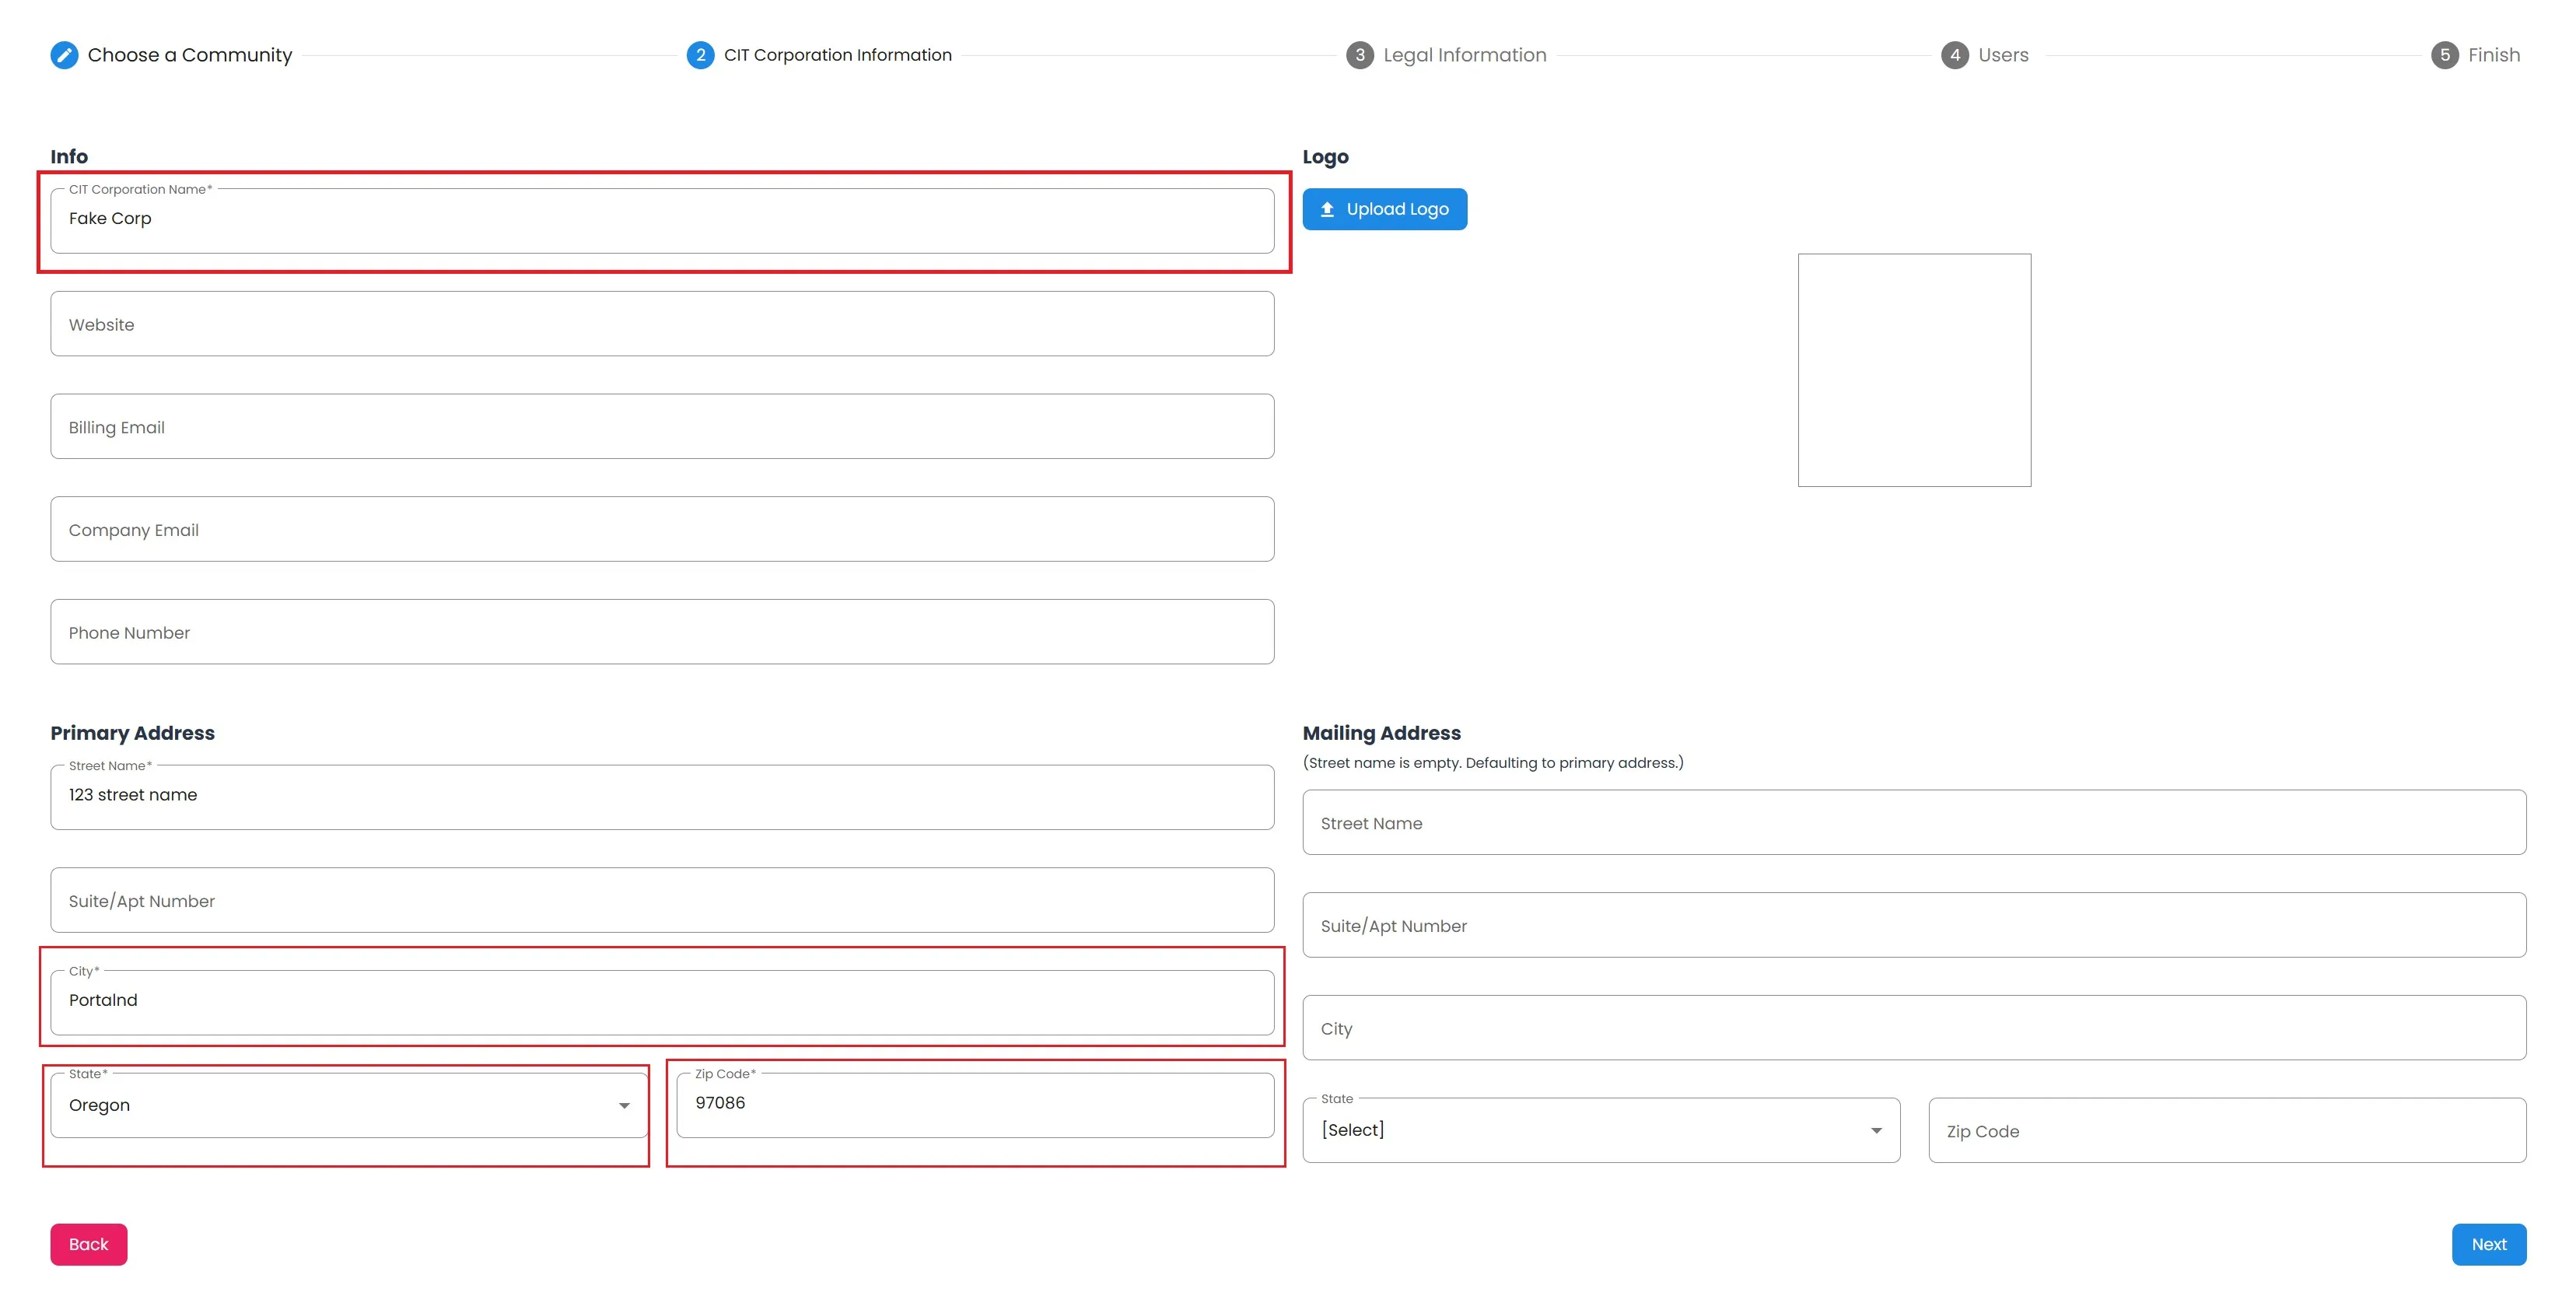 Choose a Community
2 CIT Corporation Information
3 Legal Information
4 Users
5 Finish
Info
CIT Corporation Name*
Fake Corp
Website
Billing Email
Company Email
Phone Number
Logo
Upload Logo
Primary Address
Street Name*
123 street name
Suite/Apt Number
City*
Portalnd
State*
Oregon
Zip Code*
97086
Mailing Address
(Street name is empty. Defaulting to primary address.)
Street Name
Suite/Apt Number
City
State
[Select]
Zip Code
Back
Next